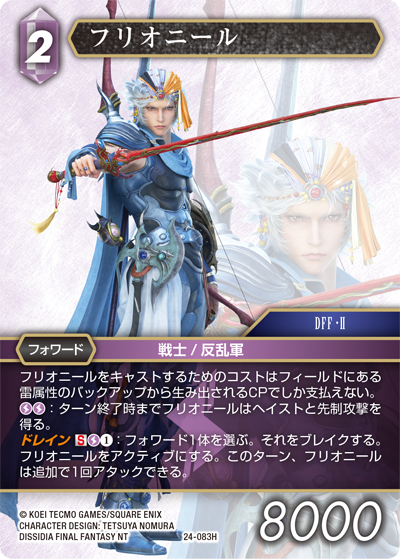 2
フリオニール
DFF・II
フォワード
戦士 / 反乱軍
フリオニールをキャストするためのコストはフィールドにある
雷属性のバックアップから生み出されるCPでしか支払えない。
：ターン終了時までフリオニールはヘイストと先制攻撃を
得る。
ドレイン S 1：フォワード1体を選ぶ。それをブレイクする。
フリオニールをアクティブにする。このターン、フリオニール
は追加で1回アタックできる。
© KOEI TECMO GAMES/SQUARE ENIX
CHARACTER DESIGN: TETSUYA NOMURA
DISSIDIA FINAL FANTASY NT
24-083H
8000